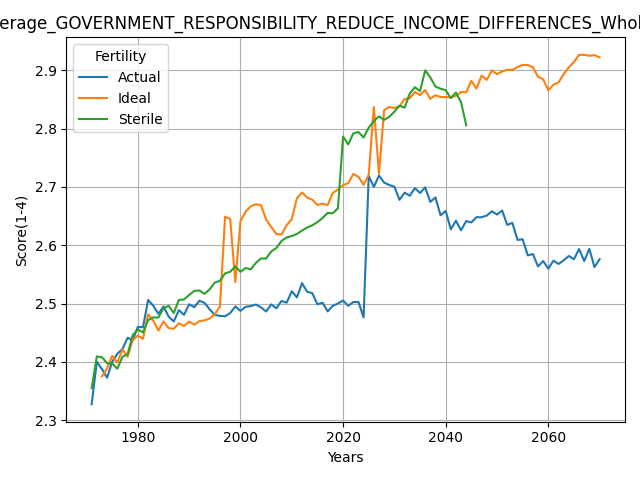 erage_GOVERNMENT_RESPONSIBILITY_REDUCE_INCOME_DIFFERENCES_Whol
Fertility
Actual
Ideal
Sterile
Score(1-4)
2.9
2.8
2.7
2.6
2.5
2.4
2.3
1980 2000 2020 2040 2060
Years